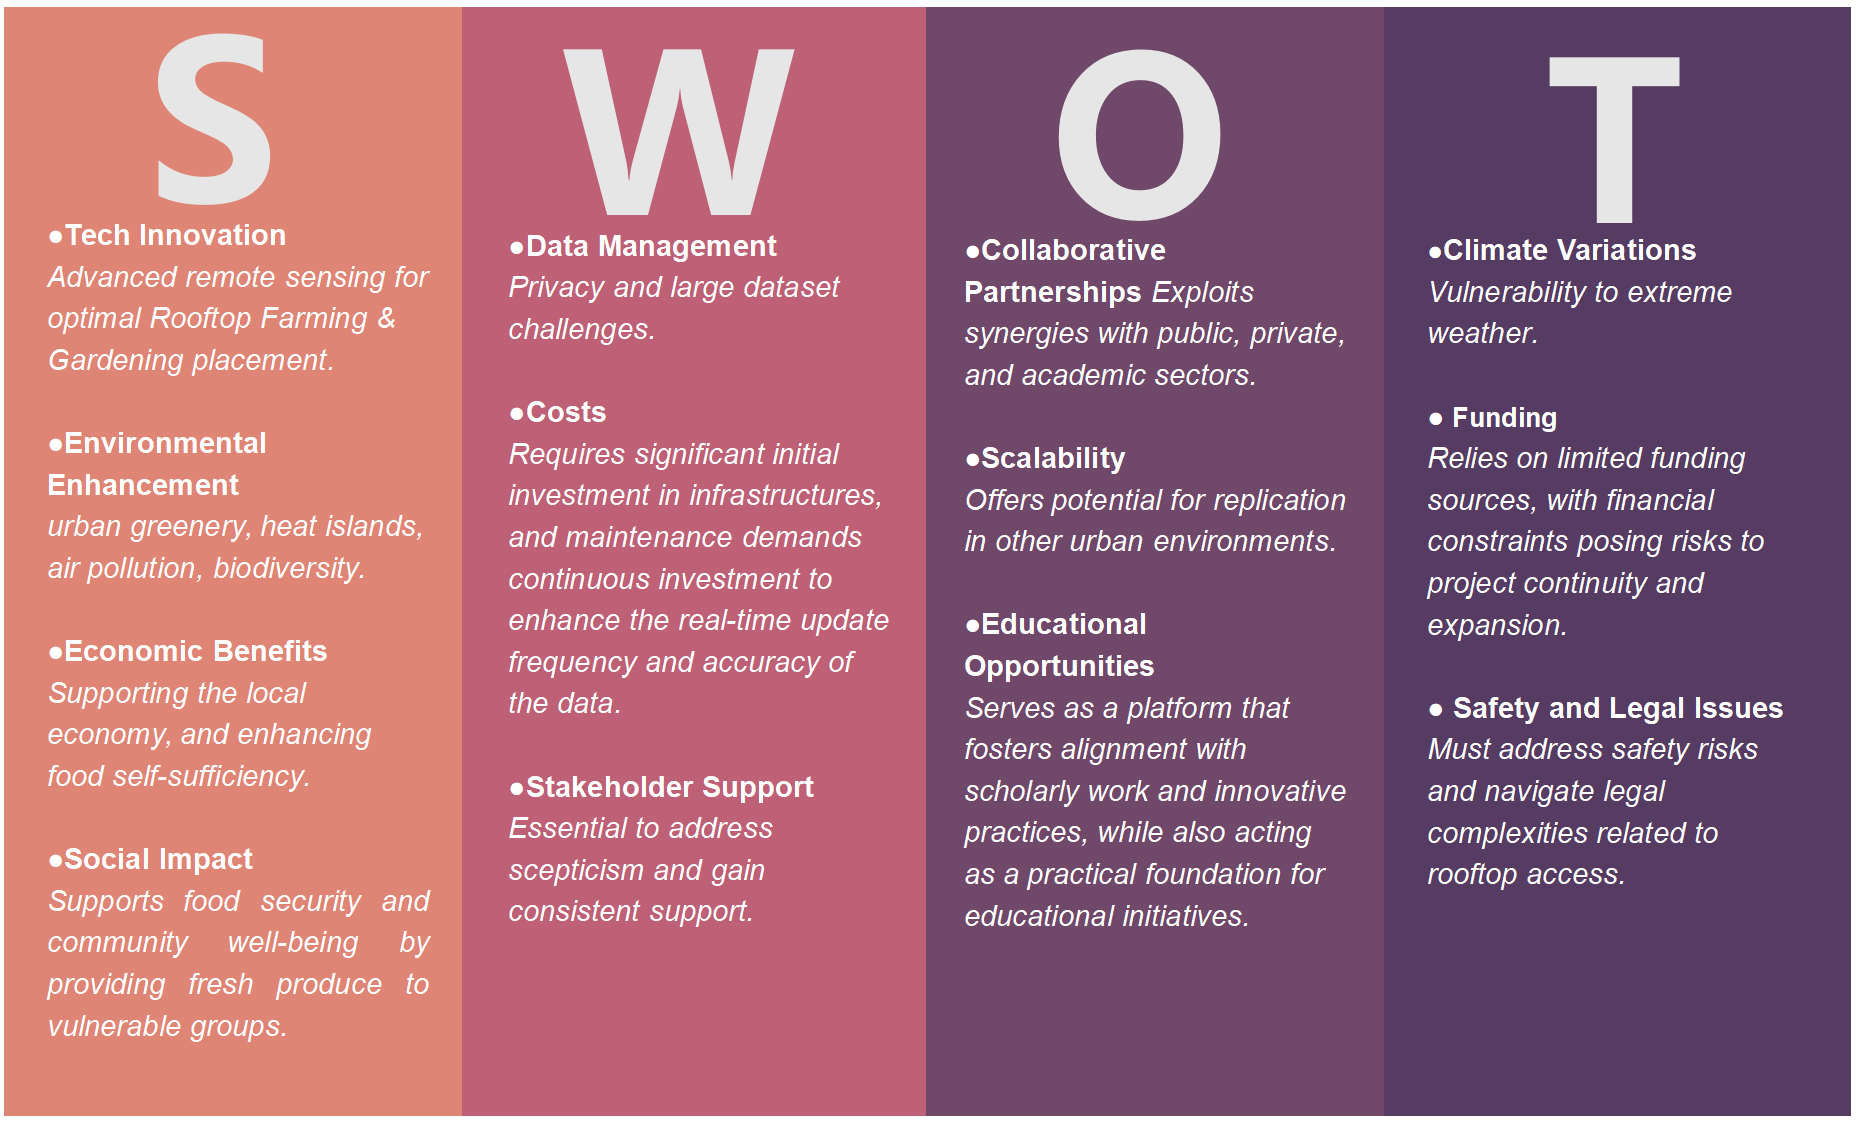 S
●Tech Innovation
Advanced remote sensing for
optimal Rooftop Farming &
Gardening placement.
●Environmental
Enhancement
urban greenery, heat islands,
air pollution, biodiversity.
●Economic Benefits
Supporting the local
economy, and enhancing
food self-sufficiency.
●Social Impact
Supports food security and
community well-being by
providing fresh produce to
vulnerable groups.
W
●Data Management
Privacy and large dataset
challenges.
●Costs
Requires significant initial
investment in infrastructures,
and maintenance demands
continuous investment to
enhance the real-time update
frequency and accuracy of
the data.
●Stakeholder Support
Essential to address
scepticism and gain
consistent support.
O
●Collaborative
Partnerships Exploits
synergies with public, private,
and academic sectors.
●Scalability
Offers potential for replication
in other urban environments.
●Educational
Opportunities
Serves as a platform that
fosters alignment with
scholarly work and innovative
practices, while also acting
as a practical foundation for
educational initiatives.
T
●Climate Variations
Vulnerability to extreme
weather.
● Funding
Relies on limited funding
sources, with financial
constraints posing risks to
project continuity and
expansion.
● Safety and Legal Issues
Must address safety risks
and navigate legal
complexities related to
rooftop access.